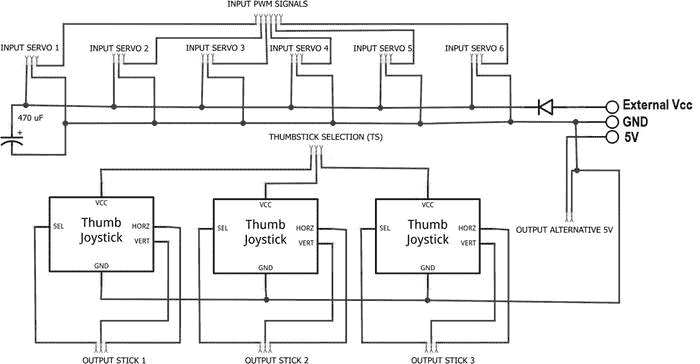 INPUT PWM SIGNALS
INPUT SERVO 1
INPUT SERVO 2
INPUT SERVO 3
INPUT SERVO 4
INPUT SERVO 5
INPUT SERVO 6
External Vcc
470 uF
+
GND
5V
THUMBSTICK SELECTION (TS)
VCC
VCC
VCC
SEL
Thumb
Joystick
HORZ
VERT
GND
SEL
Thumb
Joystick
HORZ
VERT
GND
SEL
Thumb
Joystick
HORZ
VERT
GND
OUTPUT ALTERNATIVE 5V
OUTPUT STICK 1
OUTPUT STICK 2
OUTPUT STICK 3